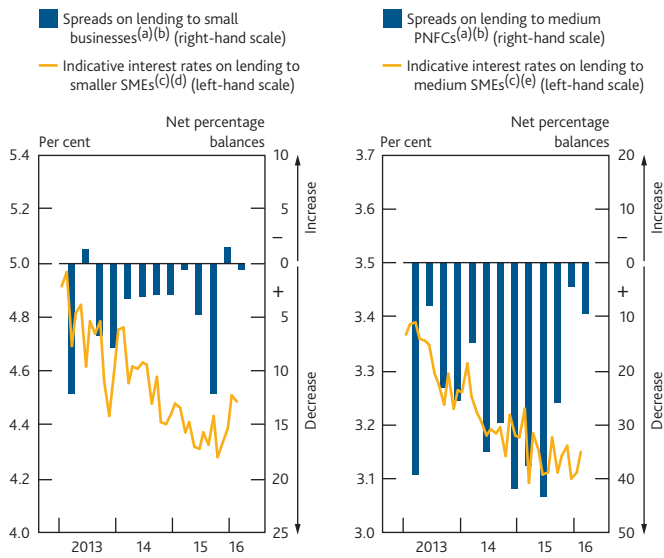 Spreads on lending to small
businesses(a)(b) (right-hand scale)
Indicative interest rates on lending to
smaller SMEs(c)(d) (left-hand scale)
Per cent
Net percentage
balances
5.4
5.2
5.0
4.8
4.6
4.4
4.2
4.0
10
5
–
0
+
5
10
15
20
25
Increase
Decrease
2013
14
15
16
Spreads on lending to medium
PNFCs(a)(b) (right-hand scale)
Indicative interest rates on lending to
medium SMEs(c)(e) (left-hand scale)
Per cent
Net percentage
balances
3.7
3.6
3.5
3.4
3.3
3.2
3.1
3.0
20
10
–
0
+
10
20
30
40
50
Increase
Decrease
2013
14
15
16